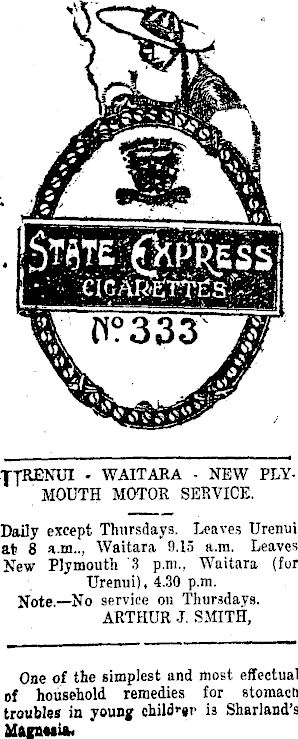 STATE EXPRESS
CIGARETTES
Nº 333
URENUI - WAITARA - NEW PLY-
MOUTH MOTOR SERVICE.
Daily except Thursdays. Leaves Urenui
at 8 a.m.., Waitara 9.15 a.m. Leaves
New Plymouth 3 p.m., Waitara (for
Urenui), 4.30 p.m.
Note.—No service on Thursdays.
ARTHUR J. SMITH,
One of the simplest and most effectual
of household remedies for stomach
troubles in young childrer is Sharland's
Magnesia.